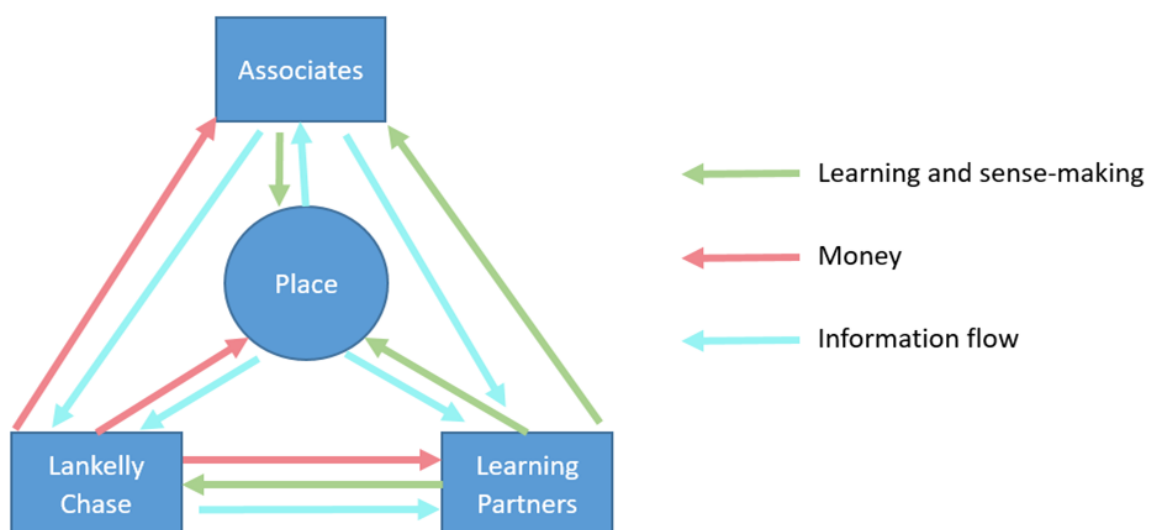 Associates
Place
Lankelly
Chase
Learning
Partners
Learning and sense-making
Money
Information flow